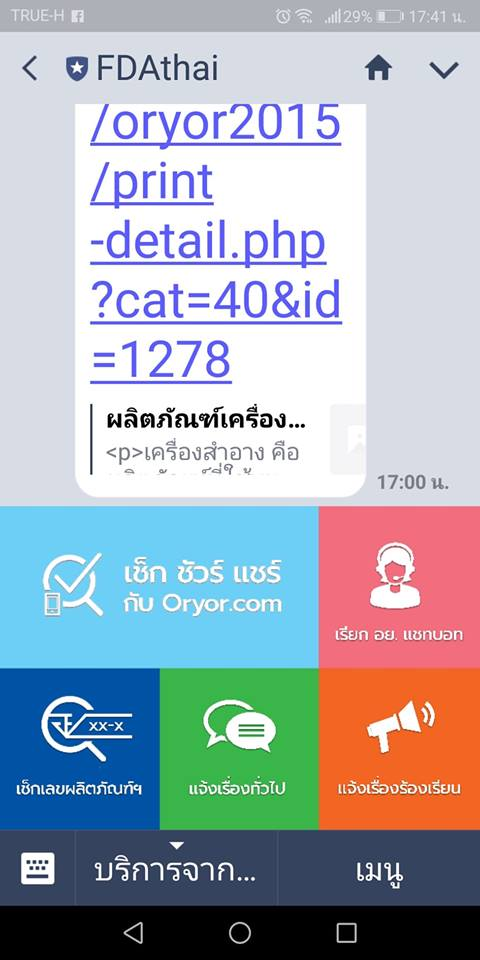 TRUE-H
29%
17:41 น.
FDAthai
/oryor2015
/print
-detail.php
?cat=40&id
=1278
ผลิตภัณฑ์เครื่อง...
<p>เครื่องสำอาง คือ
17:00 น.
เช็ก ชัวร์ แชร์
กับ Oryor.com
เรียก อย. แชทบอท
xx-x
เช็กเลขผลิตภัณฑ์ฯ
แจ้งเรื่องทั่วไป
แจ้งเรื่องร้องเรียน
บริการจาก...
เมนู